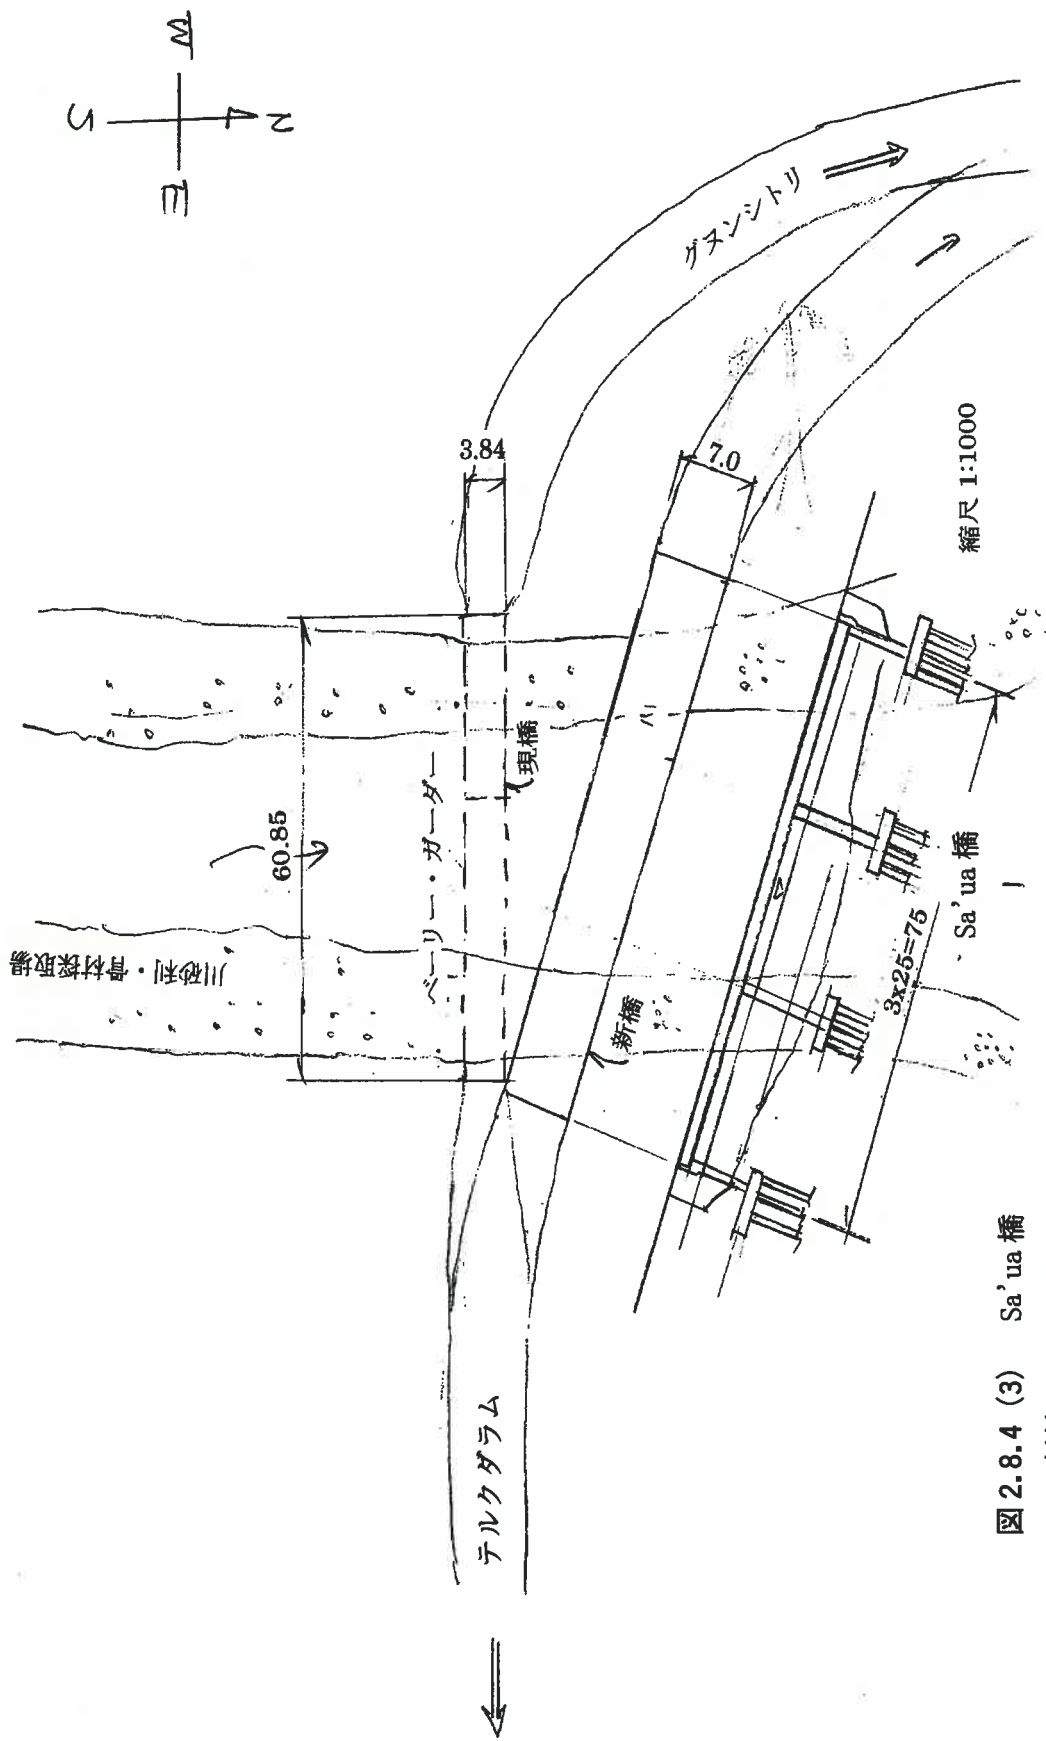 W
S
N
E
グヌンシトリ
3.84
7.0
60.85
ベーリー・ガーダー
現橋
川砂利・骨材採取場
新橋
テルクダラム
3x25=75
Sa'ua 橋
縮尺 1:1000
図 2.8.4 (3) Sa'ua 橋